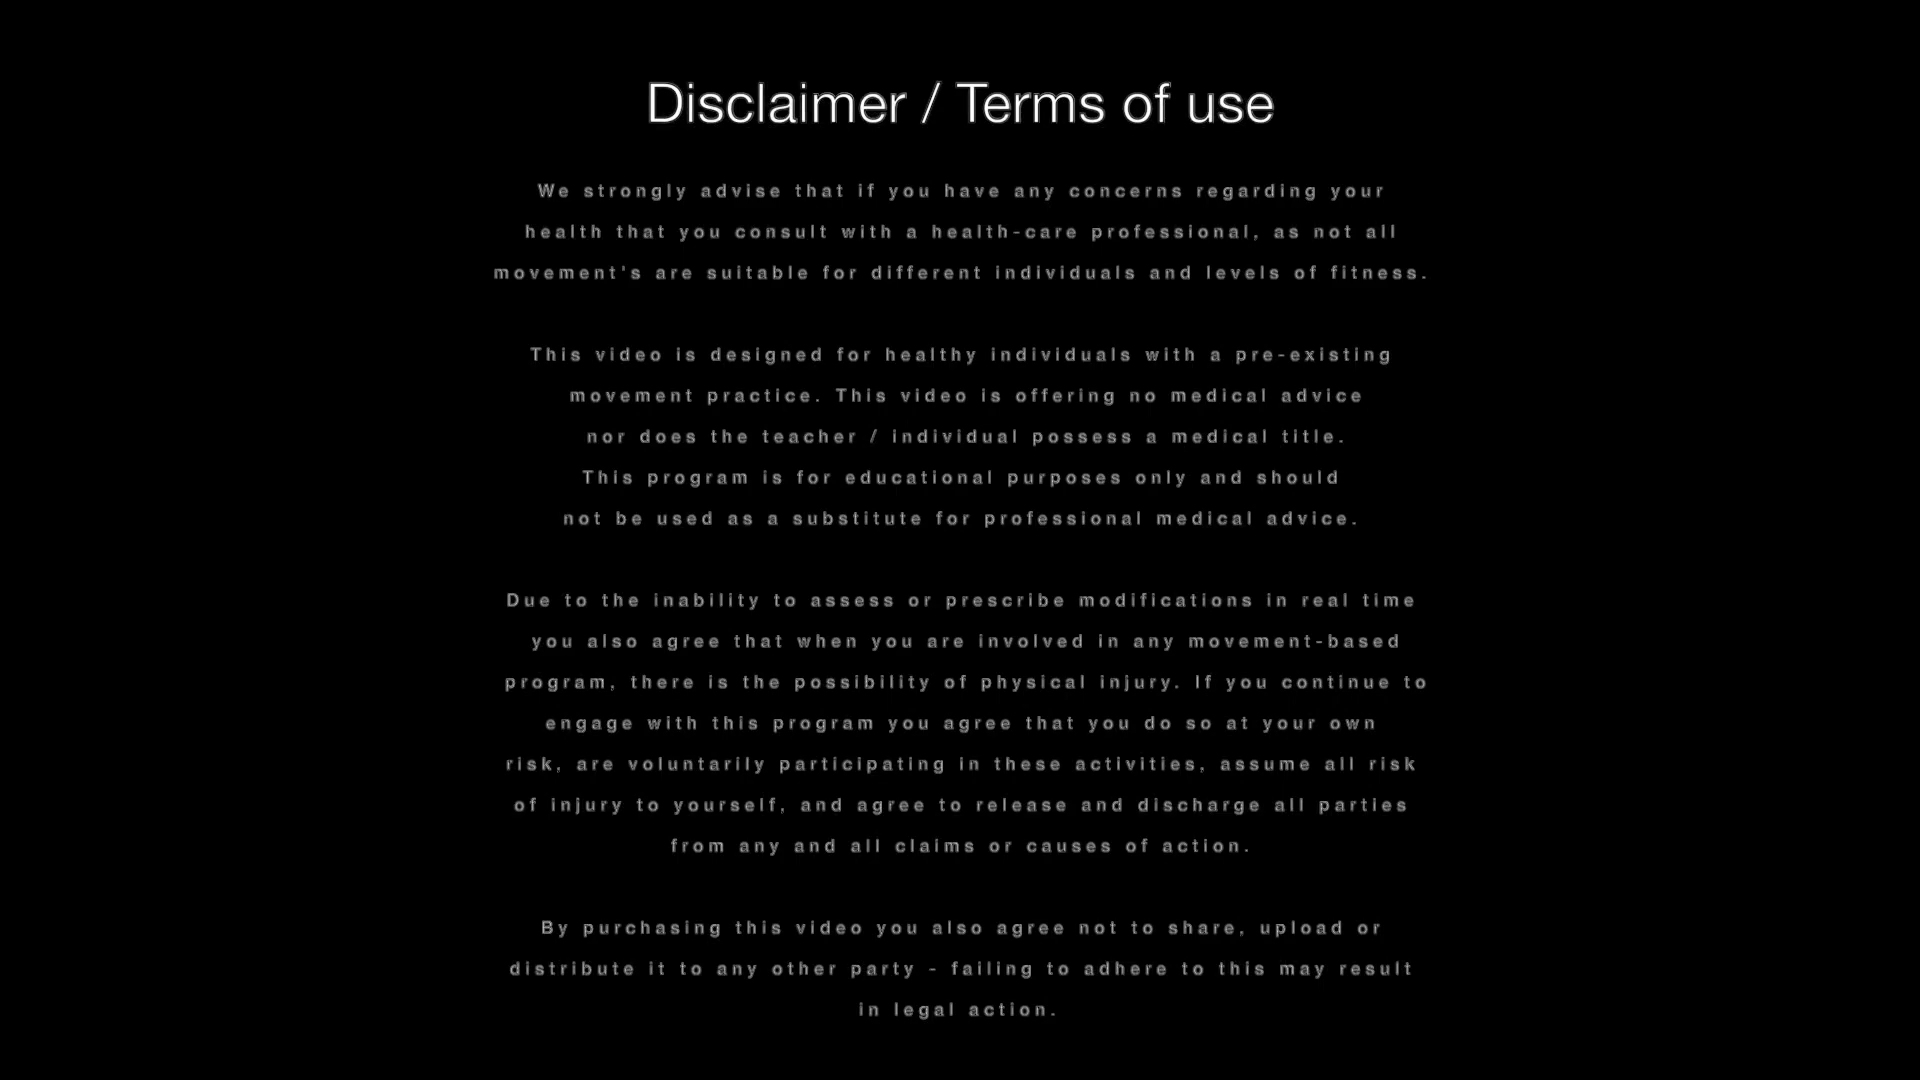 Disclaimer / Terms of use
We strongly advise that if you have any concerns regarding your
health that you consult with a health-care professional, as not all
movement's are suitable for different individuals and levels of fitness.
This video is designed for healthy individuals with a pre-existing
movement practice. This video is offering no medical advice
nor does the teacher / individual possess a medical title.
This program is for educational purposes only and should
not be used as a substitute for professional medical advice.
Due to the inability to assess or prescribe modifications in real time
you also agree that when you are involved in any movement-based
program, there is the possibility of physical injury. If you continue to
engage with this program you agree that you do so at your own
risk, are voluntarily participating in these activities, assume all risk
of injury to yourself, and agree to release and discharge all parties
from any and all claims or causes of action.
By purchasing this video you also agree not to share, upload or
distribute it to any other party - failing to adhere to this may result
in legal action.